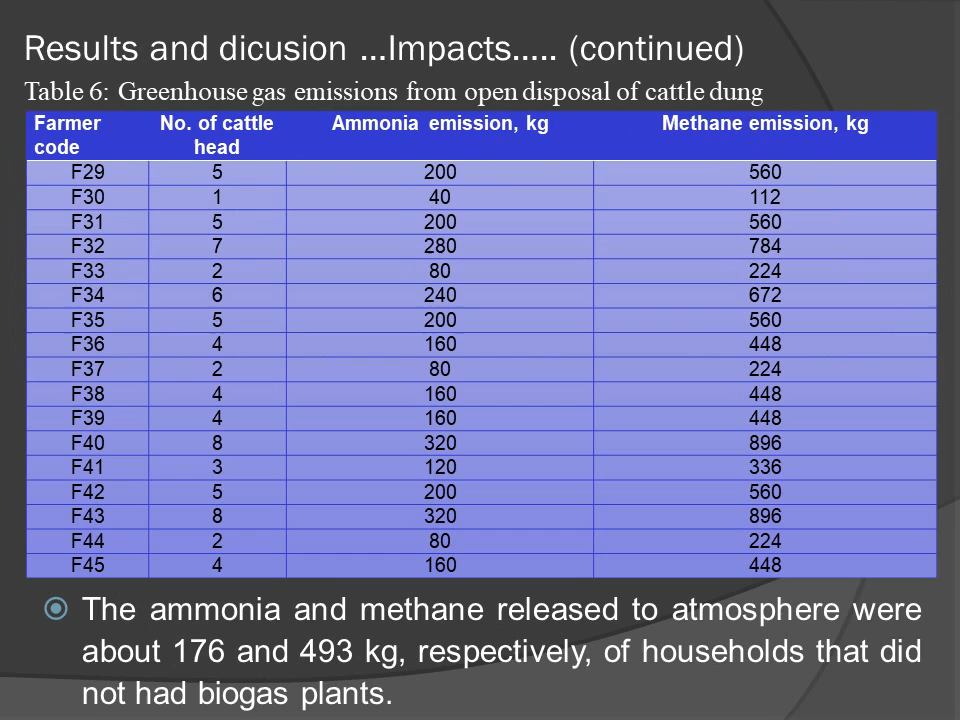 Results and dicusion ...Impacts..... (continued)
Table 6: Greenhouse gas emissions from open disposal of cattle dung
Farmer code No. of cattle head Ammonia emission, kg Methane emission, kg
F29 5 200 560
F30 1 40 112
F31 5 200 560
F32 7 280 784
F33 2 80 224
F34 6 240 672
F35 5 200 560
F36 4 160 448
F37 2 80 224
F38 4 160 448
F39 4 160 448
F40 8 320 896
F41 3 120 336
F42 5 200 560
F43 8 320 896
F44 2 80 224
F45 4 160 448
The ammonia and methane released to atmosphere were
about 176 and 493 kg, respectively, of households that did
not had biogas plants.